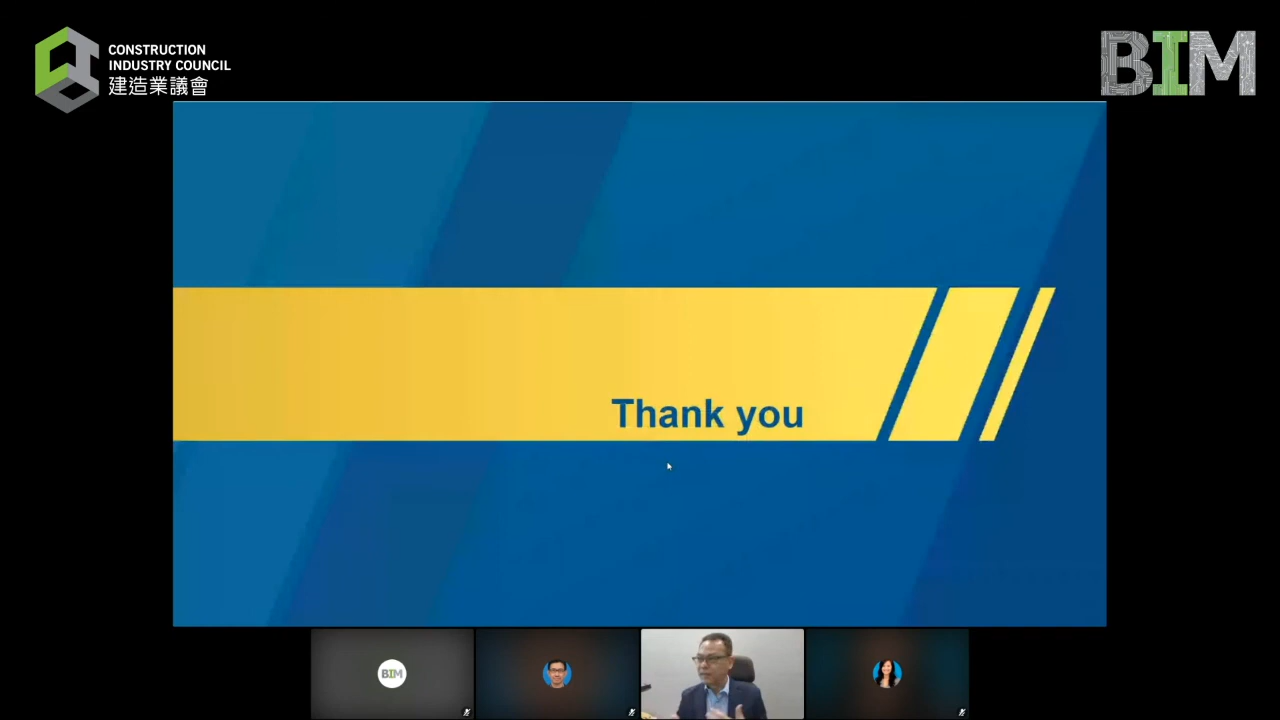 CONSTRUCTION
INDUSTRY COUNCIL
建造業議會
BIM
Thank you
BIM